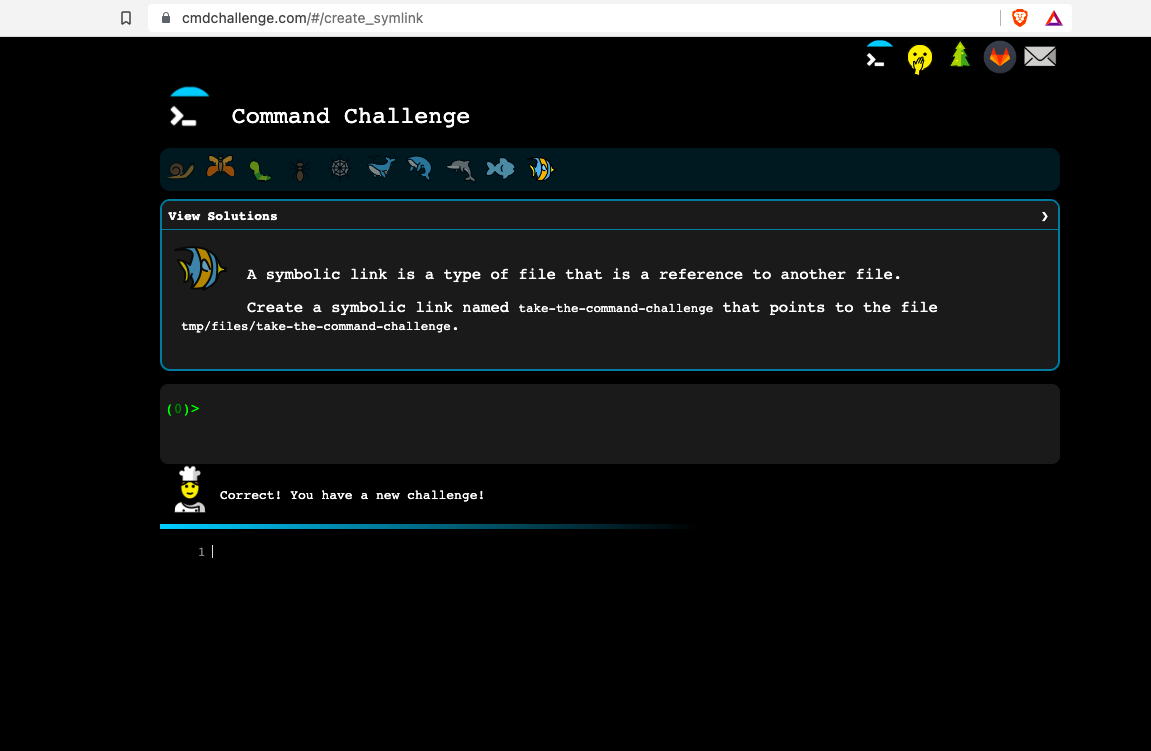 cmdchallenge.com/#/create_symlink
Command Challenge
View Solutions
A symbolic link is a type of file that is a reference to another file.
Create a symbolic link named take-the-command-challenge that points to the file
tmp/files/take-the-command-challenge.
(0)>
Correct! You have a new challenge!
1